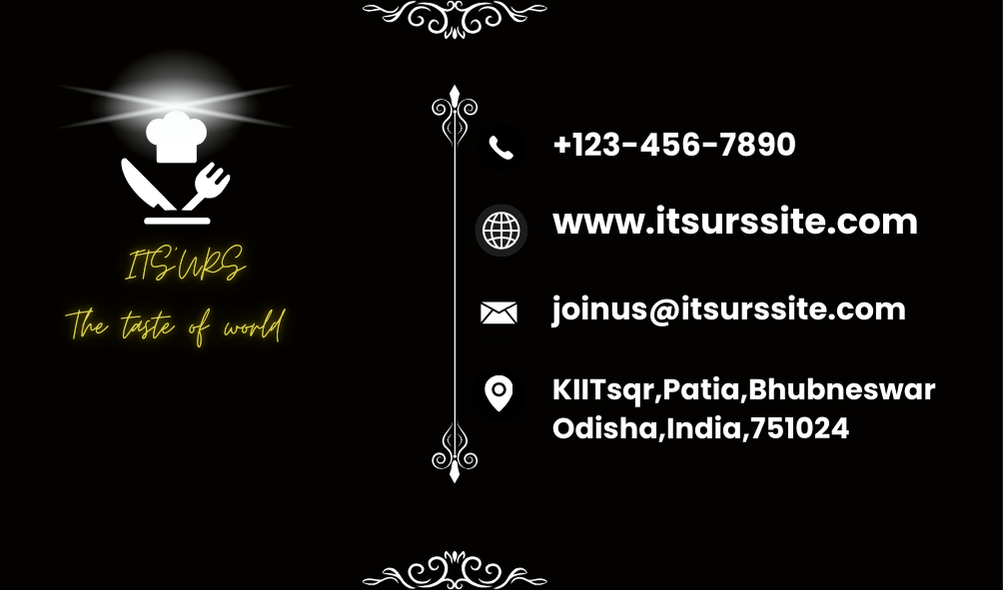 ITS'URS
The taste of world
+123-456-7890
www.itsurssite.com
joinus@itsurssite.com
KIITsqr,Patia,Bhubneswar
Odisha,India,751024